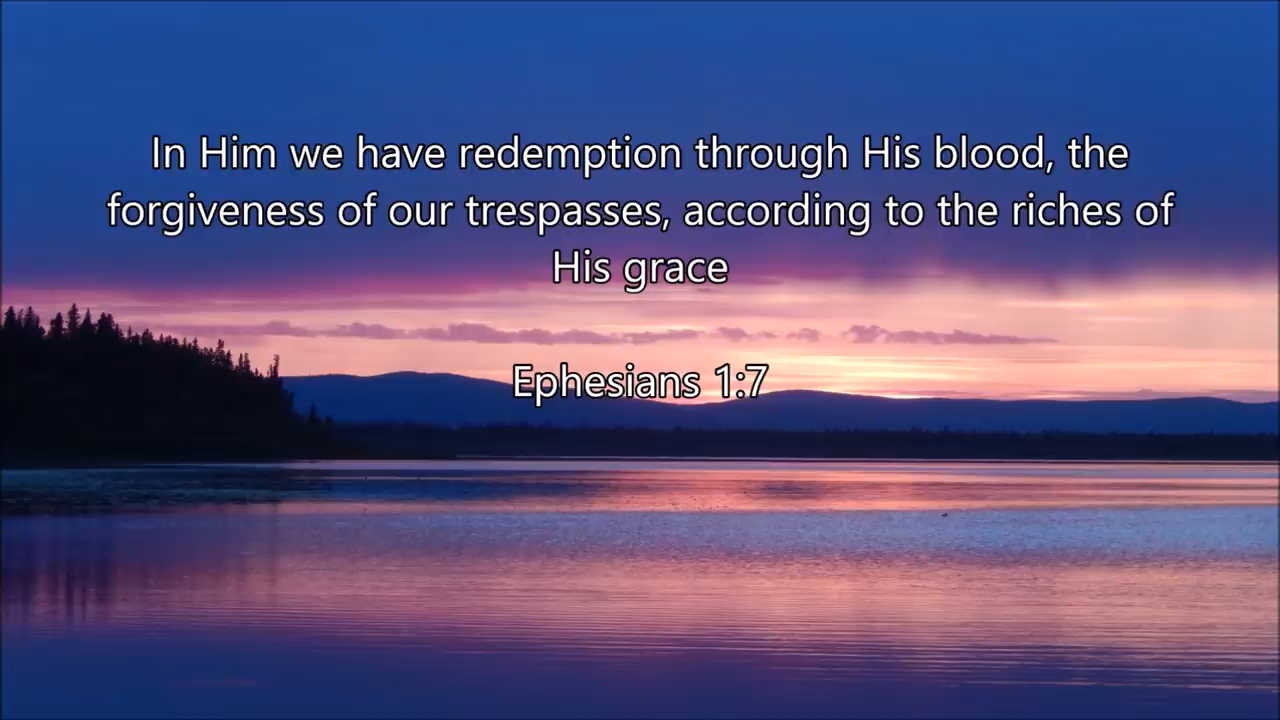 In Him we have redemption through His blood, the
forgiveness of our trespasses, according to the riches of
His grace
Ephesians 1:7